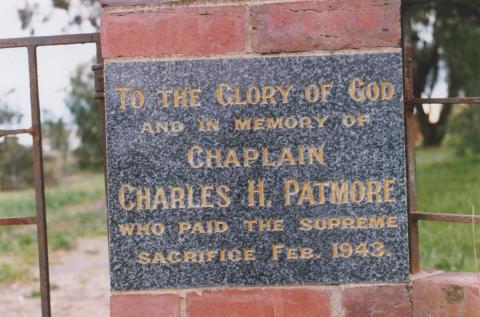 To the Glory of God
and in memory of
Chaplain
Charles H. Patmore
who paid the supreme
sacrifice Feb. 1943.